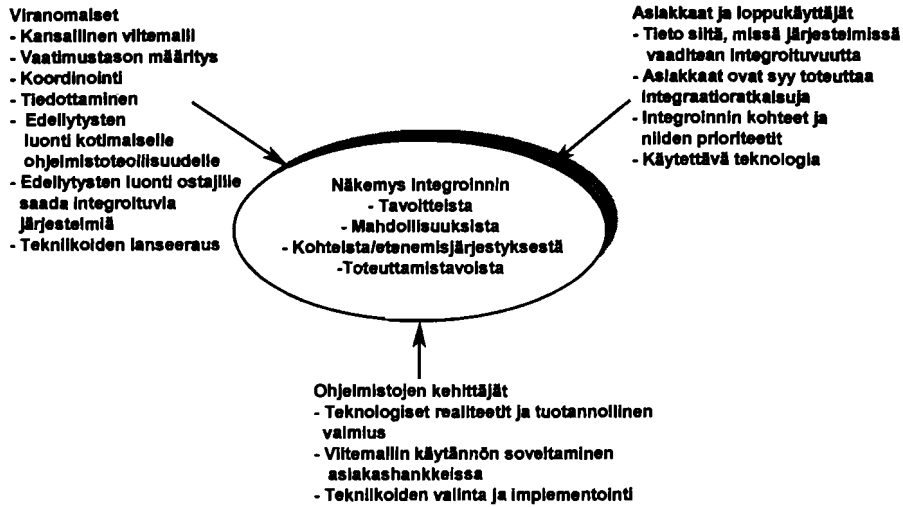 Viranomaiset
- Kansallinen viitemalli
- Vaatimustason määritys
- Koordinointi
- Tiedottaminen
- Edellytysten
luonti kotimaiselle
ohjelmistoteollisuudelle
- Edellytysten luonti ostajille
saada integroituvia
järjestelmiä
- Tekniikoiden lanseeraus
Asiakkaat ja loppukäyttäjät
- Tieto siitä, missä järjestelmissä
vaaditaan integroituvuutta
- Asiakkaat ovat syy toteuttaa
integraatioratkaisuja
- Integroinnin kohteet ja
niiden prioriteetit
- Käytettävä teknologia
Näkemys integroinnin
- Tavoitteista
- Mahdollisuuksista
- Kohteista/etenemisjärjestyksestä
-Toteuttamistavoista
Ohjelmistojen kehittäjät
- Teknologiset realiteetit ja tuotannollinen
valmius
- Viitemallin käytännön soveltaminen
asiakashankkeissa
- Tekniikoiden valinta ja implementointi